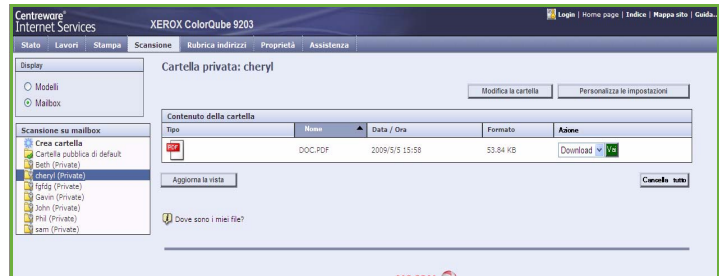 Centreware®
Internet Services
XEROX ColorQube 9203
Login | Home page | Indice | Mappa sito | Guida..
Stato Lavori Stampa Scansione Rubrica indirizzi Proprietà Assistenza
Display
Modelli
Mailbox
Scansione su mailbox
Crea cartella
Cartella pubblica di default
Beth (Private)
cheryl (Private)
fgfdg (Private)
Gavin (Private)
John (Private)
Phil (Private)
sam (Private)
Cartella privata: cheryl
Modifica la cartella Personalizza le impostazioni
Contenuto della cartella
Tipo Nome Data / Ora Formato Azione
PDF DOC.PDF 2009/5/5 15:58 53.84 KB Download Vai
Aggiorna la vista Cancella tutto
Dove sono i miei file?